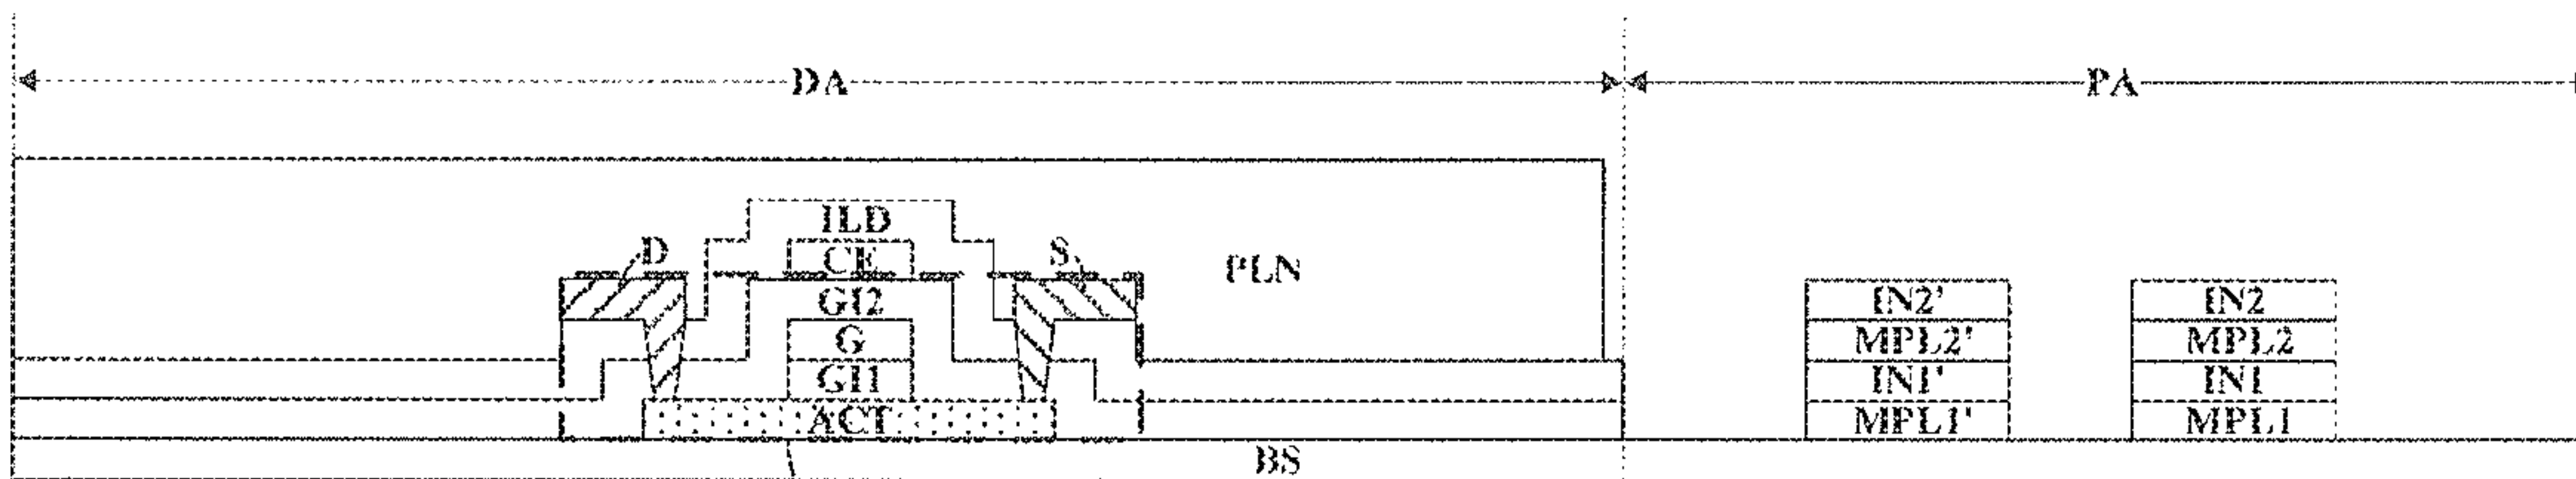 DA PA
ILD
D CE S PLN
GI2 IN2' IN2
G MPL2' MPL2
GI1 IN1' IN1
ACT MPL1' MPL1
BS